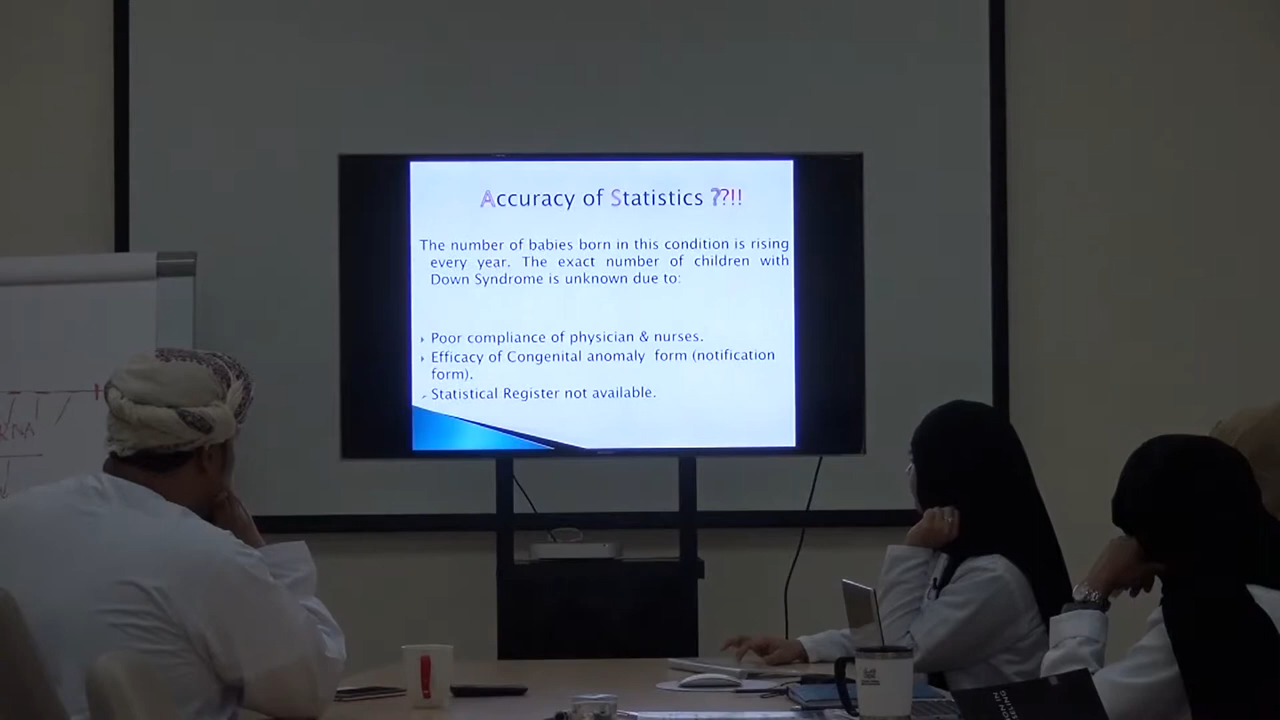 Accuracy of Statistics ??!!
The number of babies born in this condition is rising
every year. The exact number of children with
Down Syndrome is unknown due to:
Poor compliance of physician & nurses.
Efficacy of Congenital anomaly form (notification
form).
Statistical Register not available.